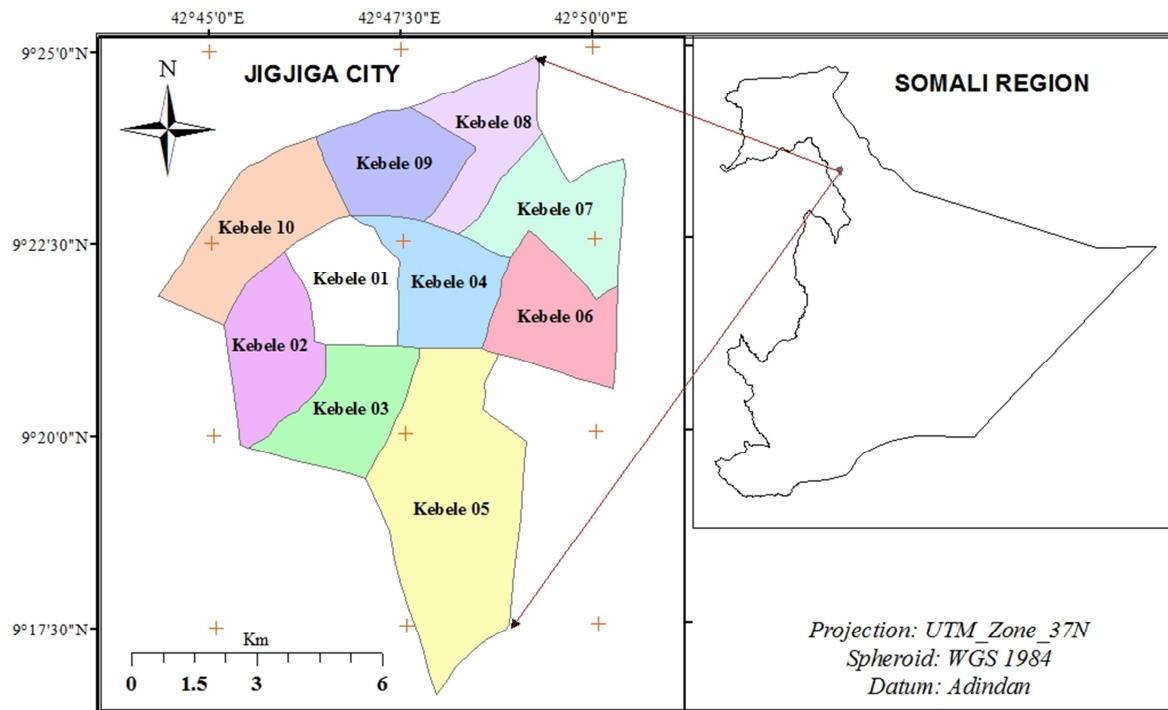 42°45'0"E
42°47'30"E
42°50'0"E
9°25'0"N
N
JIGJIGA CITY
SOMALI REGION
Kebele 08
Kebele 09
Kebele 07
Kebele 10
9°22'30"N
Kebele 01
Kebele 04
Kebele 06
Kebele 02
Kebele 03
9°20'0"N
Kebele 05
9°17'30"N
Km
0 1.5 3 6
Projection: UTM_Zone_37N
Spheroid: WGS 1984
Datum: Adindan